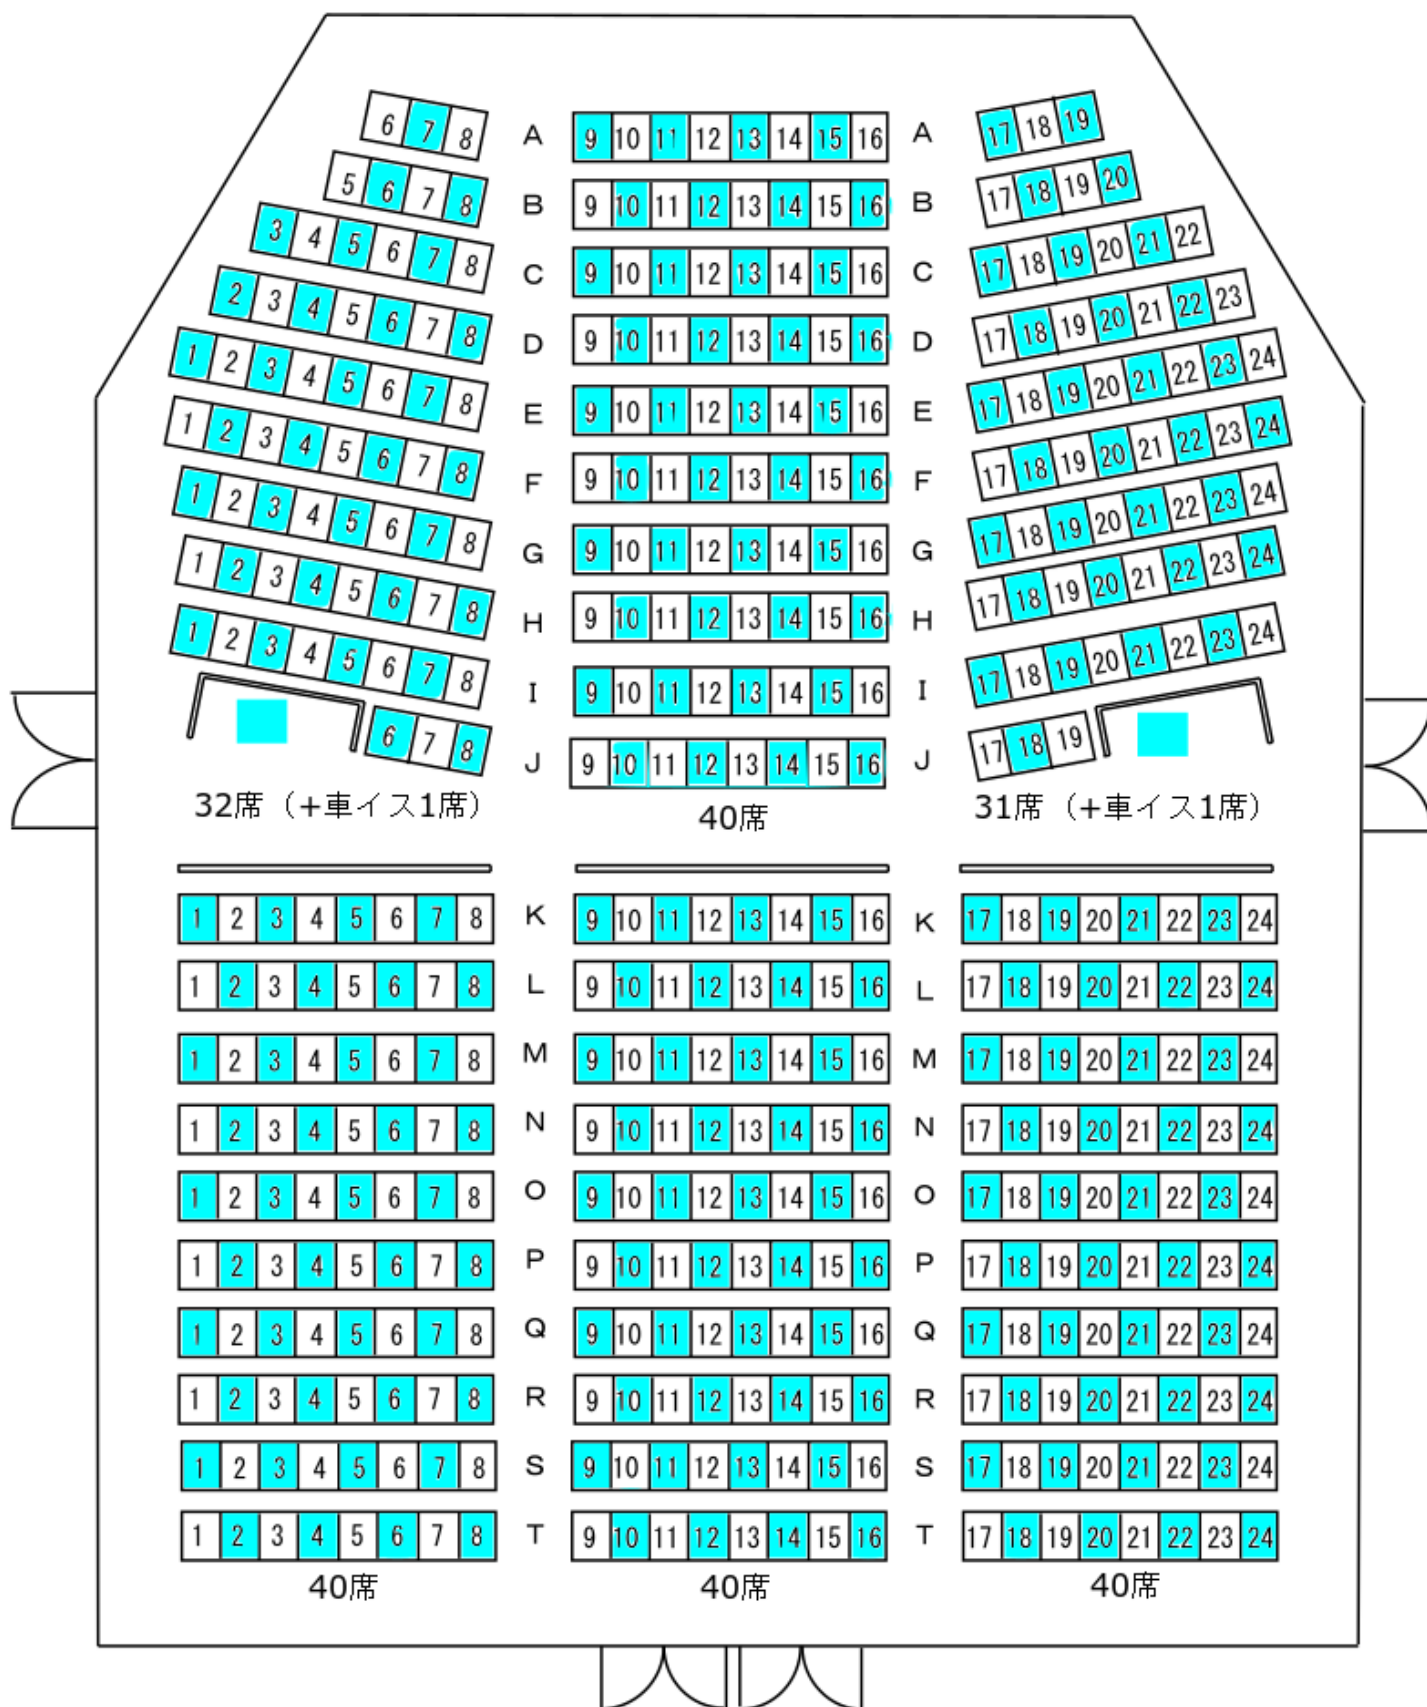 6 7 8 A 9 10 11 12 13 14 15 16 A 17 18 19
5 6 7 8 B 9 10 11 12 13 14 15 16 B 17 18 19 20
3 4 5 6 7 8 C 9 10 11 12 13 14 15 16 C 17 18 19 20 21 22
2 3 4 5 6 7 8 D 9 10 11 12 13 14 15 16 D 17 18 19 20 21 22 23
1 2 3 4 5 6 7 8 E 9 10 11 12 13 14 15 16 E 17 18 19 20 21 22 23 24
1 2 3 4 5 6 7 8 F 9 10 11 12 13 14 15 16 F 17 18 19 20 21 22 23 24
1 2 3 4 5 6 7 8 G 9 10 11 12 13 14 15 16 G 17 18 19 20 21 22 23 24
1 2 3 4 5 6 7 8 H 9 10 11 12 13 14 15 16 H 17 18 19 20 21 22 23 24
1 2 3 4 5 6 7 8 I 9 10 11 12 13 14 15 16 I 17 18 19 20 21 22 23 24
6 7 8 J 9 10 11 12 13 14 15 16 J 17 18 19
32席（+車イス1席） 40席 31席（+車イス1席）
1 2 3 4 5 6 7 8 K 9 10 11 12 13 14 15 16 K 17 18 19 20 21 22 23 24
1 2 3 4 5 6 7 8 L 9 10 11 12 13 14 15 16 L 17 18 19 20 21 22 23 24
1 2 3 4 5 6 7 8 M 9 10 11 12 13 14 15 16 M 17 18 19 20 21 22 23 24
1 2 3 4 5 6 7 8 N 9 10 11 12 13 14 15 16 N 17 18 19 20 21 22 23 24
1 2 3 4 5 6 7 8 O 9 10 11 12 13 14 15 16 O 17 18 19 20 21 22 23 24
1 2 3 4 5 6 7 8 P 9 10 11 12 13 14 15 16 P 17 18 19 20 21 22 23 24
1 2 3 4 5 6 7 8 Q 9 10 11 12 13 14 15 16 Q 17 18 19 20 21 22 23 24
1 2 3 4 5 6 7 8 R 9 10 11 12 13 14 15 16 R 17 18 19 20 21 22 23 24
1 2 3 4 5 6 7 8 S 9 10 11 12 13 14 15 16 S 17 18 19 20 21 22 23 24
1 2 3 4 5 6 7 8 T 9 10 11 12 13 14 15 16 T 17 18 19 20 21 22 23 24
40席 40席 40席